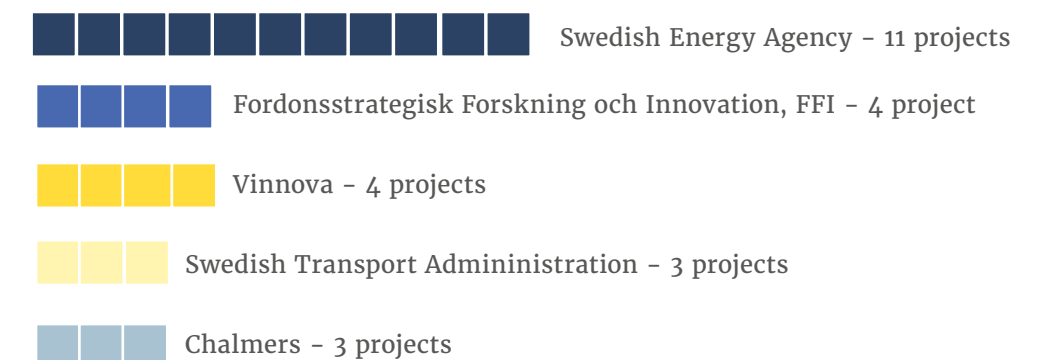 Swedish Energy Agency - 11 projects
Fordonsstrategisk Forskning och Innovation, FFI - 4 project
Vinnova - 4 projects
Swedish Transport Admininistration - 3 projects
Chalmers - 3 projects